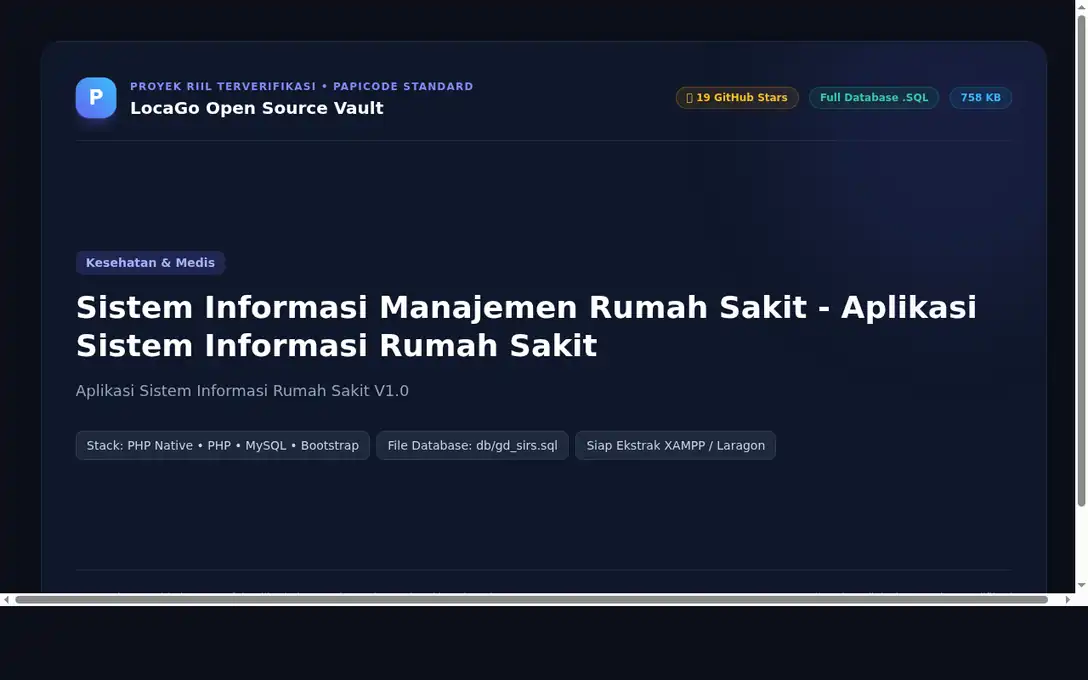 P
PROYEK RIIL TERVERIFIKASI • PAPICODE STANDARD
LocaGo Open Source Vault
19 GitHub Stars
Full Database .SQL
758 KB
Kesehatan & Medis
Sistem Informasi Manajemen Rumah Sakit - Aplikasi
Sistem Informasi Rumah Sakit
Aplikasi Sistem Informasi Rumah Sakit V1.0
Stack: PHP Native • PHP • MySQL • Bootstrap
File Database: db/gd_sirs.sql
Siap Ekstrak XAMPP / Laragon